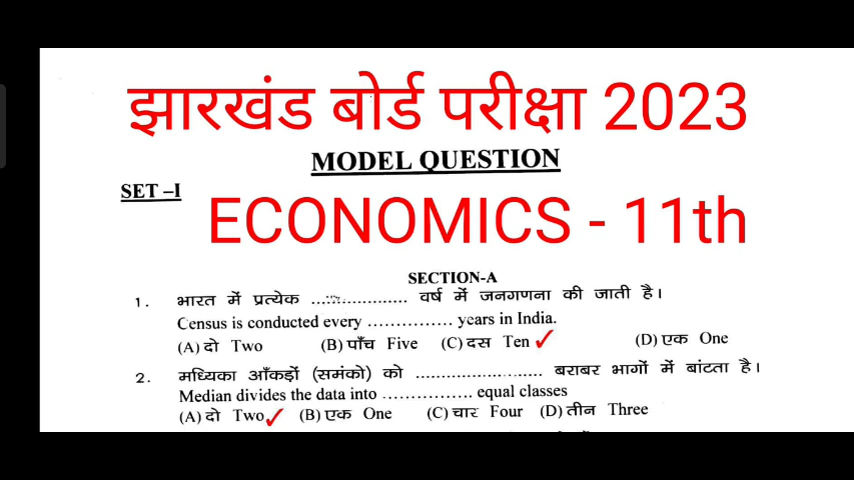 झारखंड बोर्ड परीक्षा 2023
MODEL QUESTION
SET –I
ECONOMICS - 11th
SECTION-A
1. भारत में प्रत्येक ..................... वर्ष में जनगणना की जाती है।
Census is conducted every .............. years in India.
(A) दो Two (B) पाँच Five (C) दस Ten ✓ (D) एक One
2. मध्यिका आँकड़ों (समंको) को ........................ बराबर भागों में बांटता है।
Median divides the data into ............... equal classes
(A) दो Two ✓ (B) एक One (C) चार Four (D) तीन Three